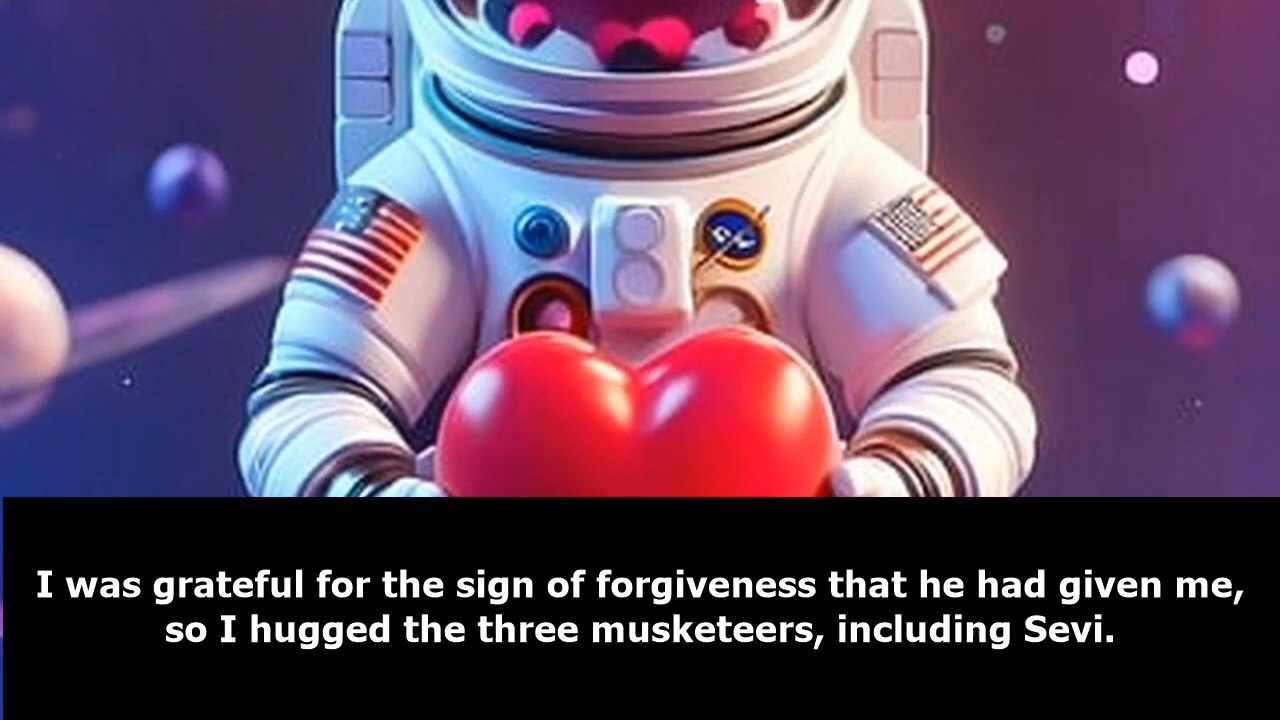 I was grateful for the sign of forgiveness that he had given me,
so I hugged the three musketeers, including Sevi.